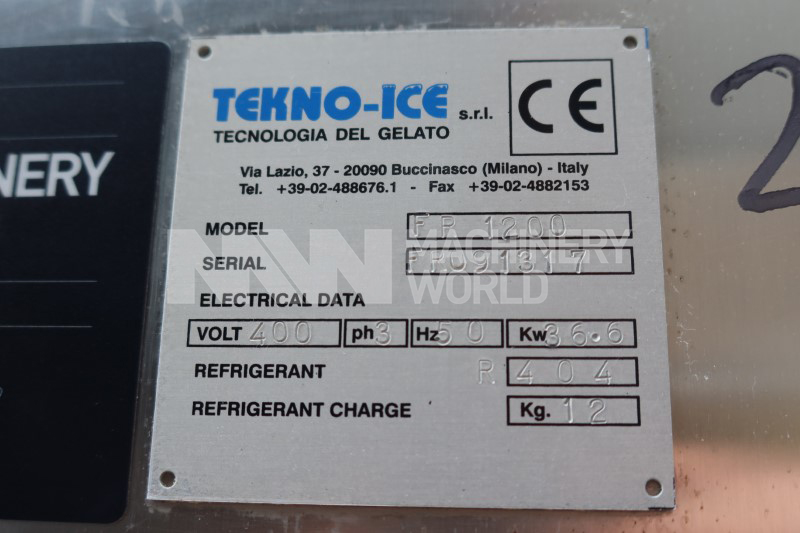 TEKNO-ICE s.r.l.
TECNOLOGIA DEL GELATO
CE
Via Lazio, 37 - 20090 Buccinasco (Milano) - Italy
Tel. +39-02-488676.1 - Fax +39-02-4882153
MODEL FR 1200
SERIAL FR091317
ELECTRICAL DATA
VOLT 400 ph 3 Hz 50 Kw 36.6
REFRIGERANT R 404
REFRIGERANT CHARGE Kg. 12
NERY
2
MW MACHINERY
WORLD